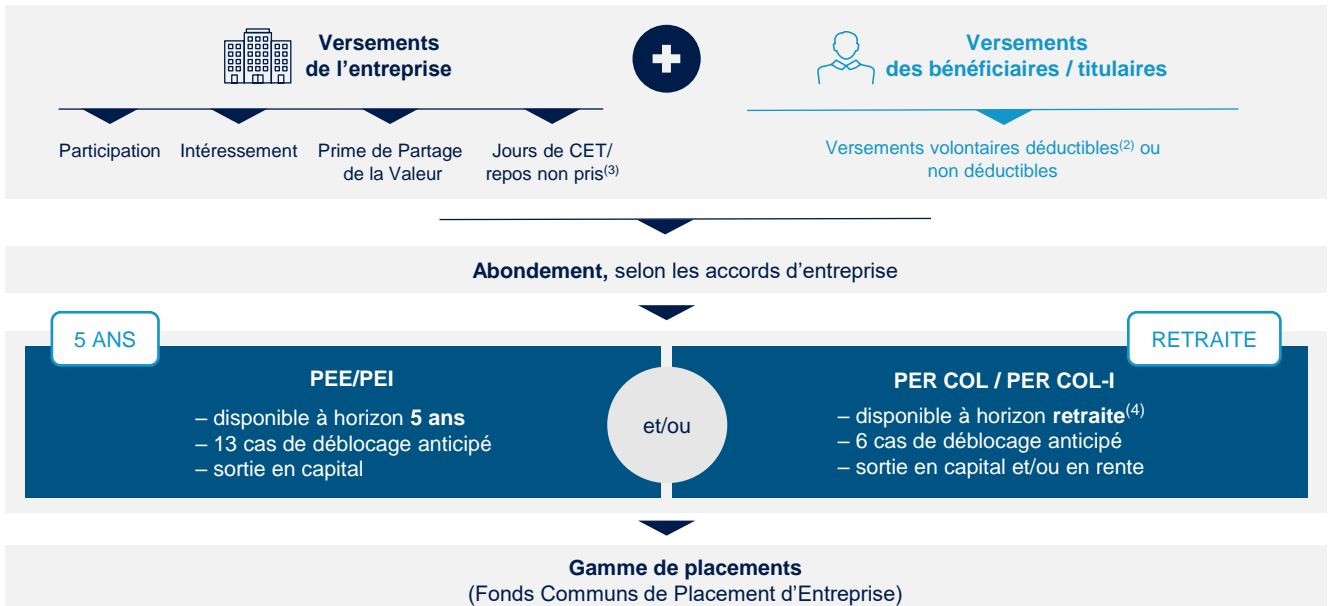 Versements
de l'entreprise
Versements
des bénéficiaires / titulaires
Participation
Intéressement
Prime de Partage
de la Valeur
Jours de CET/
repos non pris(3)
Versements volontaires déductibles(2) ou
non déductibles
Abondement, selon les accords d'entreprise
5 ANS
PEE/PEI
– disponible à horizon 5 ans
– 13 cas de déblocage anticipé
– sortie en capital
et/ou
RETRAITE
PER COL / PER COL-I
– disponible à horizon retraite(4)
– 6 cas de déblocage anticipé
– sortie en capital et/ou en rente
Gamme de placements
(Fonds Communs de Placement d'Entreprise)